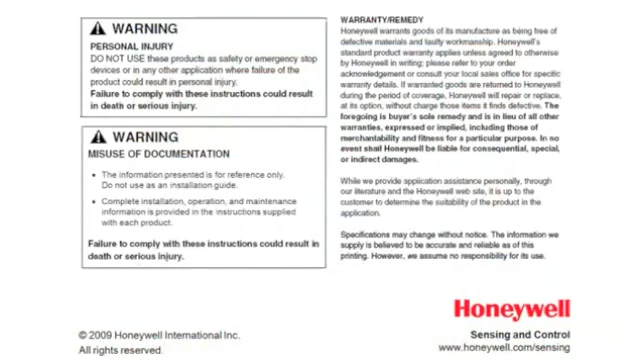 WARNING
PERSONAL INJURY
DO NOT USE these products as safety or emergency stop
devices or in any other application where failure of the
product could result in personal injury.
Failure to comply with these instructions could result
in death or serious injury.
WARNING
MISUSE OF DOCUMENTATION
• The information presented is for reference only.
Do not use as an installation guide.
• Complete installation, operation, and maintenance
information is provided in the instructions supplied
with each product.
Failure to comply with these instructions could result in
death or serious injury.
WARRANTY/REMEDY
Honeywell warrants goods of its manufacture as being free of
defective materials and faulty workmanship. Honeywell's
standard product warranty applies unless agreed to otherwise
by Honeywell in writing; please refer to your order
acknowledgement or consult your local sales office for specific
warranty details. If warranted goods are returned to Honeywell
during the period of coverage, Honeywell will repair or replace,
at its option, without charge those items it finds defective. The
foregoing is buyer's sole remedy and is in lieu of all other
warranties, expressed or implied, including those of
merchantability and fitness for a particular purpose. In no
event shall Honeywell be liable for consequential, special,
or indirect damages.
While we provide application assistance personally, through
our literature and the Honeywell web site, it is up to the
customer to determine the suitability of the product in the
application.
Specifications may change without notice. The information we
supply is believed to be accurate and reliable as of this
printing. However, we assume no responsibility for its use.
Honeywell
© 2009 Honeywell International Inc.
All rights reserved.
Sensing and Control
www.honeywell.com/sensing